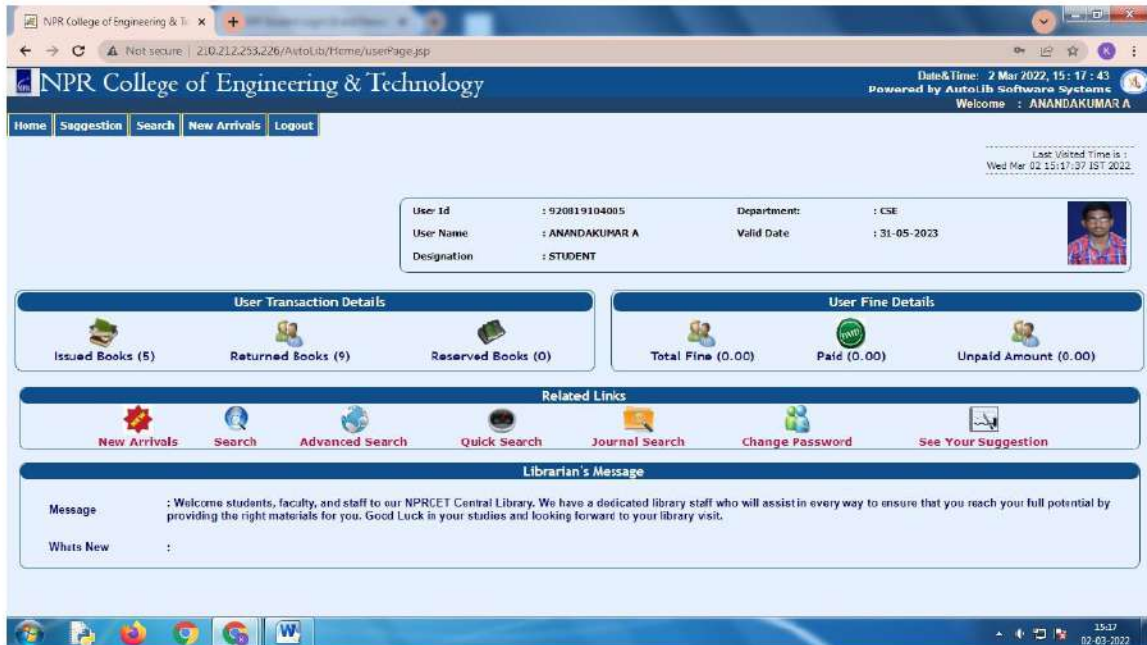 NPR College of Engineering & Te
Not secure | 210.212.253.226/AutoLib/Home/userPage.jsp
NPR College of Engineering & Technology
Date&Time: 2 Mar 2022, 15 : 17 : 43
Powered by AutoLib Software Systems
Welcome : ANANDAKUMAR A
Home Suggestion Search New Arrivals Logout
Last Visited Time is :
Wed Mar 02 15:17:37 IST 2022
User Id : 920819104005 Department: : CSE
User Name : ANANDAKUMAR A Valid Date : 31-05-2023
Designation : STUDENT
User Transaction Details User Fine Details
PAID
Issued Books (5) Returned Books (9) Reserved Books (0) Total Fine (0.00) Paid (0.00) Unpaid Amount (0.00)
Related Links
New Arrivals Search Advanced Search Quick Search Journal Search Change Password See Your Suggestion
Librarian's Message
Message : Welcome students, faculty, and staff to our NPRCET Central Library. We have a dedicated library staff who will assist in every way to ensure that you reach your full potential by
providing the right materials for you. Good Luck in your studies and looking forward to your library visit.
Whats New :
15:17
02-03-2022